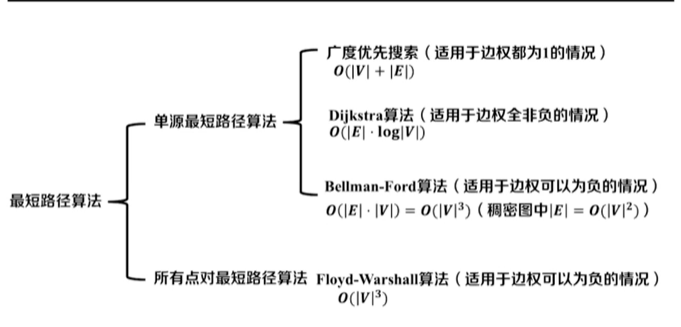 广度优先搜索（适用于边权都为1的情况）
O(|V| + |E|)
单源最短路径算法
Dijkstra算法（适用于边权全非负的情况）
O(|E| · log|V|)
Bellman-Ford算法（适用于边权可以为负的情况）
最短路径算法
O(|E| · |V|) = O(|V|³)（稠密图中|E| = O(|V|²)）
所有点对最短路径算法 Floyd-Warshall算法（适用于边权可以为负的情况）
O(|V|³)